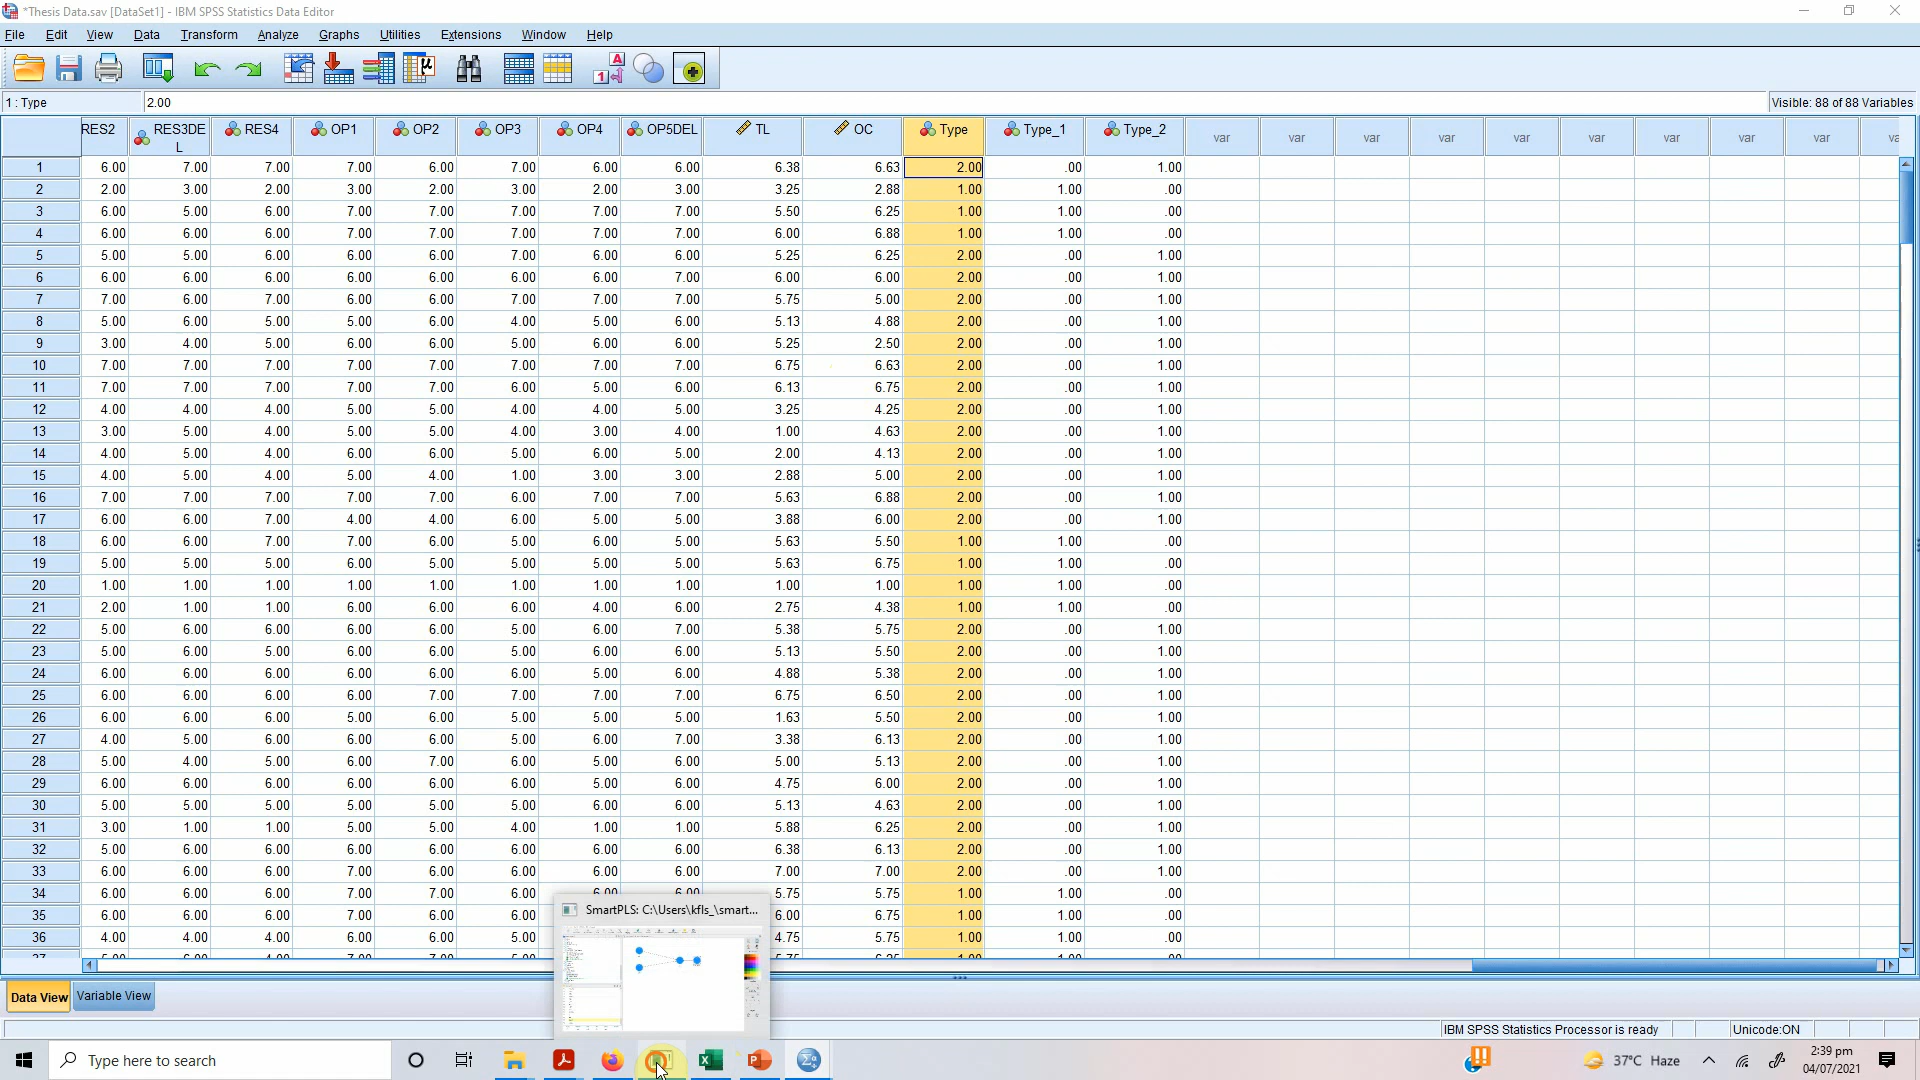 *Thesis Data.sav [DataSet1] - IBM SPSS Statistics Data Editor
File Edit View Data Transform Analyze Graphs Utilities Extensions Window Help
1 : Type 2.00 Visible: 88 of 88 Variables
RES2 RES3DEL RES4 OP1 OP2 OP3 OP4 OP5DEL TL OC Type Type_1 Type_2 var var var var var var var var var va
1 6.00 7.00 7.00 7.00 6.00 7.00 6.00 6.00 6.38 6.63 2.00 .00 1.00
2 2.00 3.00 2.00 3.00 2.00 3.00 2.00 3.00 3.25 2.88 1.00 1.00 .00
3 6.00 5.00 6.00 7.00 7.00 7.00 7.00 7.00 5.50 6.25 1.00 1.00 .00
4 6.00 6.00 6.00 7.00 7.00 7.00 7.00 7.00 6.00 6.88 1.00 1.00 .00
5 5.00 5.00 6.00 6.00 6.00 7.00 6.00 6.00 5.25 6.25 2.00 .00 1.00
6 6.00 6.00 6.00 6.00 6.00 6.00 6.00 7.00 6.00 6.00 2.00 .00 1.00
7 7.00 6.00 7.00 6.00 6.00 7.00 7.00 7.00 5.75 5.00 2.00 .00 1.00
8 5.00 6.00 5.00 5.00 6.00 4.00 5.00 6.00 5.13 4.88 2.00 .00 1.00
9 3.00 4.00 5.00 6.00 6.00 5.00 6.00 6.00 5.25 2.50 2.00 .00 1.00
10 7.00 7.00 7.00 7.00 7.00 7.00 7.00 7.00 6.75 6.63 2.00 .00 1.00
11 7.00 7.00 7.00 7.00 7.00 6.00 5.00 6.00 6.13 6.75 2.00 .00 1.00
12 4.00 4.00 4.00 5.00 5.00 4.00 4.00 5.00 3.25 4.25 2.00 .00 1.00
13 3.00 5.00 4.00 5.00 5.00 4.00 3.00 4.00 1.00 4.63 2.00 .00 1.00
14 4.00 5.00 4.00 6.00 6.00 5.00 6.00 5.00 2.00 4.13 2.00 .00 1.00
15 4.00 5.00 4.00 5.00 4.00 1.00 3.00 3.00 2.88 5.00 2.00 .00 1.00
16 7.00 7.00 7.00 7.00 7.00 6.00 7.00 7.00 5.63 6.88 2.00 .00 1.00
17 6.00 6.00 7.00 4.00 4.00 6.00 5.00 5.00 3.88 6.00 2.00 .00 1.00
18 6.00 6.00 7.00 7.00 6.00 5.00 6.00 5.00 5.63 5.50 1.00 1.00 .00
19 5.00 5.00 5.00 6.00 5.00 5.00 5.00 5.00 5.63 6.75 1.00 1.00 .00
20 1.00 1.00 1.00 1.00 1.00 1.00 1.00 1.00 1.00 1.00 1.00 1.00 .00
21 2.00 1.00 1.00 6.00 6.00 6.00 4.00 6.00 2.75 4.38 1.00 1.00 .00
22 5.00 6.00 6.00 6.00 6.00 5.00 6.00 7.00 5.38 5.75 2.00 .00 1.00
23 5.00 6.00 5.00 6.00 6.00 5.00 5.00 6.00 5.13 5.50 2.00 .00 1.00
24 6.00 6.00 6.00 6.00 6.00 6.00 5.00 6.00 4.88 5.38 2.00 .00 1.00
25 6.00 6.00 6.00 6.00 7.00 7.00 7.00 7.00 6.75 6.50 2.00 .00 1.00
26 6.00 6.00 6.00 5.00 6.00 5.00 5.00 5.00 1.63 5.50 2.00 .00 1.00
27 4.00 5.00 6.00 6.00 6.00 5.00 6.00 7.00 3.38 6.13 2.00 .00 1.00
28 5.00 4.00 5.00 6.00 7.00 6.00 5.00 6.00 5.00 5.13 2.00 .00 1.00
29 6.00 6.00 6.00 6.00 6.00 6.00 5.00 6.00 4.75 6.00 2.00 .00 1.00
30 5.00 5.00 5.00 5.00 5.00 5.00 6.00 6.00 5.13 4.63 2.00 .00 1.00
31 3.00 1.00 1.00 5.00 5.00 4.00 1.00 1.00 5.88 6.25 2.00 .00 1.00
32 5.00 6.00 6.00 6.00 6.00 6.00 6.00 6.00 6.38 6.13 2.00 .00 1.00
33 6.00 6.00 6.00 7.00 6.00 6.00 6.00 6.00 7.00 7.00 2.00 .00 1.00
34 6.00 6.00 6.00 7.00 7.00 6.00 6.00 6.00 5.75 5.75 1.00 1.00 .00
35 6.00 6.00 6.00 7.00 6.00 6.00 6.00 6.75 1.00 1.00 .00
36 4.00 4.00 4.00 6.00 6.00 5.00 4.75 5.75 1.00 1.00 .00
SmartPLS: C:\Users\kfls_\smart...
Data View Variable View
IBM SPSS Statistics Processor is ready Unicode:ON
Type here to search
37°C Haze
2:39 pm
04/07/2021